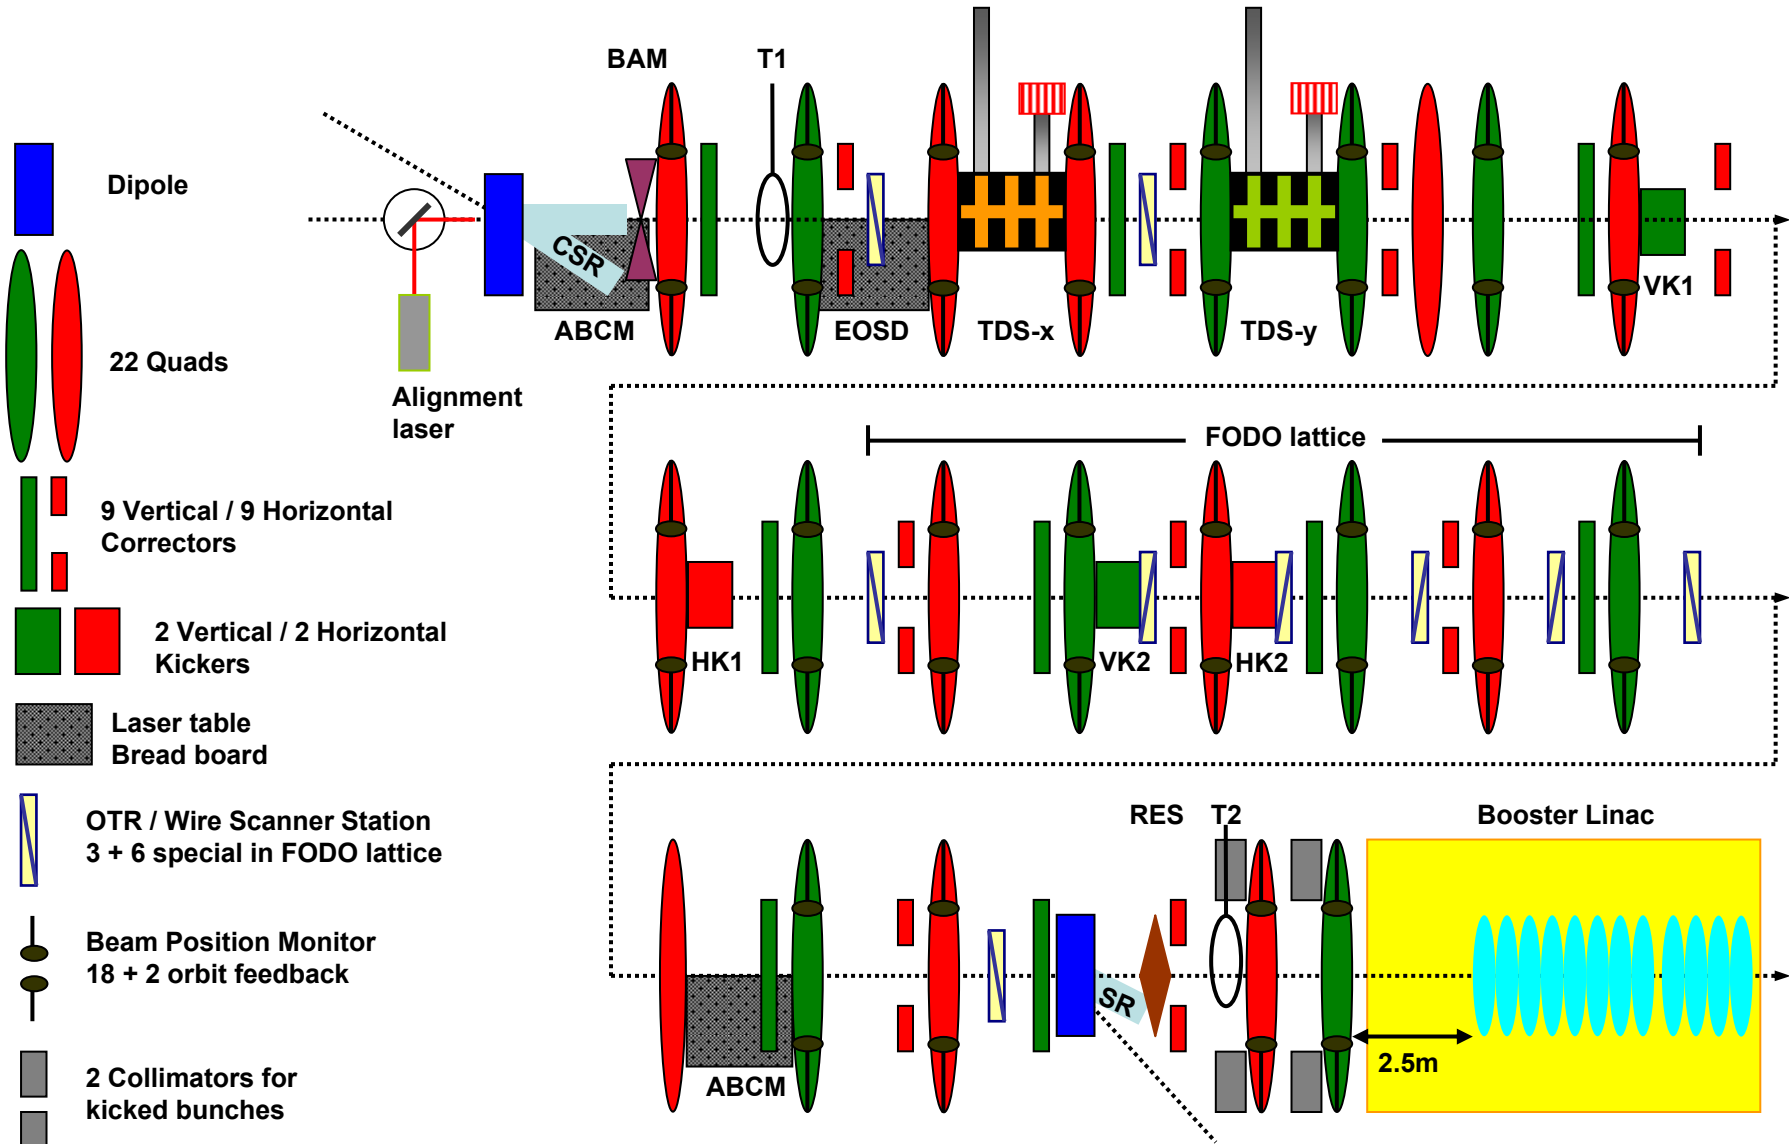 BAM
T1
Dipole
CSR
ABCM
EOSD
TDS-x
TDS-y
VK1
22 Quads
Alignment
laser
FODO lattice
9 Vertical / 9 Horizontal
Correctors
2 Vertical / 2 Horizontal
Kickers
HK1
VK2
HK2
Laser table
Bread board
OTR / Wire Scanner Station
3 + 6 special in FODO lattice
RES
T2
Booster Linac
Beam Position Monitor
18 + 2 orbit feedback
SR
2.5m
ABCM
2 Collimators for
kicked bunches